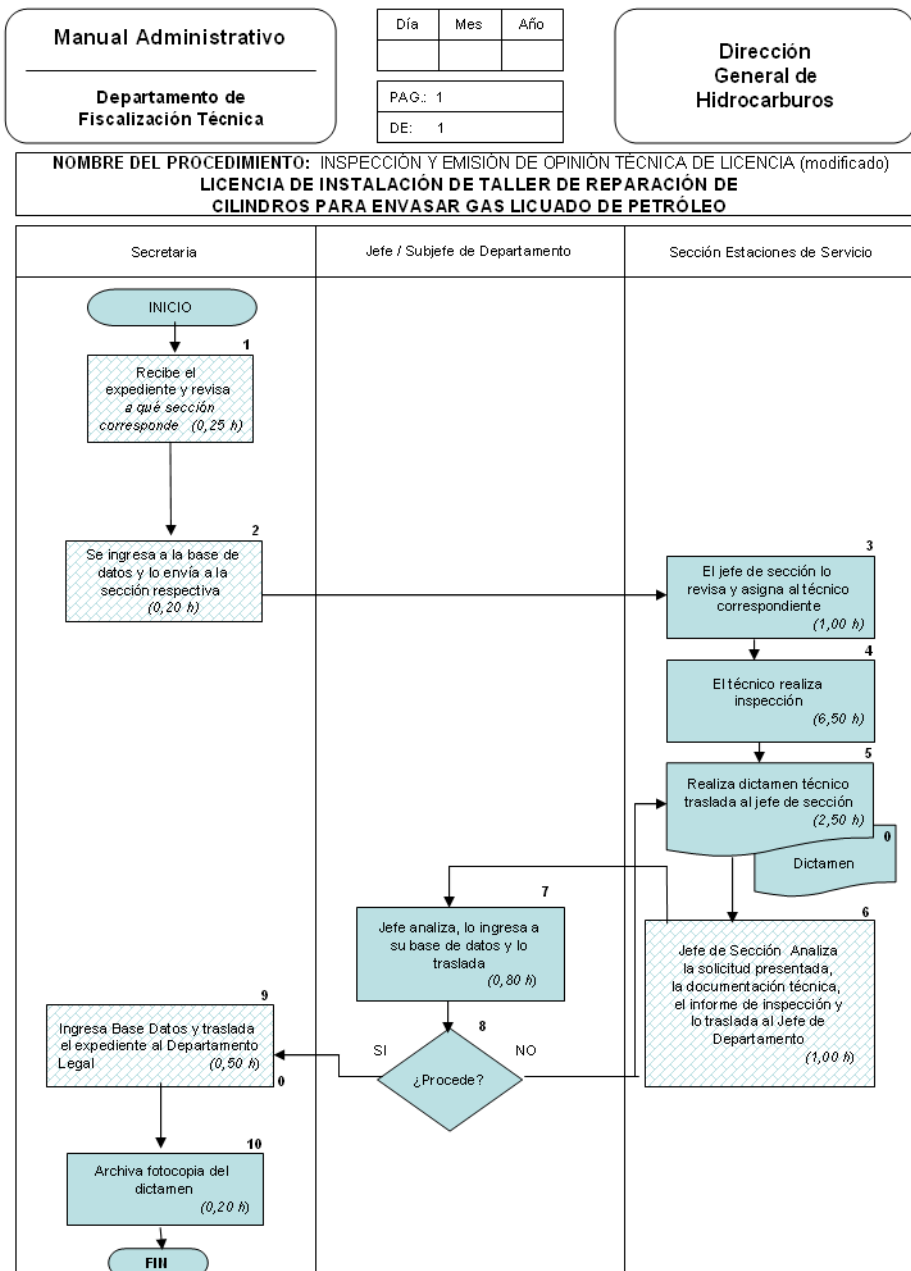 Manual Administrativo
Departamento de
Fiscalización Técnica
Día Mes Año
PAG.: 1
DE: 1
Dirección
General de
Hidrocarburos
NOMBRE DEL PROCEDIMIENTO: INSPECCIÓN Y EMISIÓN DE OPINIÓN TÉCNICA DE LICENCIA (modificado)
LICENCIA DE INSTALACIÓN DE TALLER DE REPARACIÓN DE
CILINDROS PARA ENVASAR GAS LICUADO DE PETRÓLEO
Secretaria
Jefe / Subjefe de Departamento
Sección Estaciones de Servicio
INICIO
1
Recibe el
expediente y revisa
a qué sección
corresponde (0,25 h)
2
Se ingresa a la base de
datos y lo envía a la
sección respectiva
(0,20 h)
3
El jefe de sección lo
revisa y asigna al técnico
correspondiente
(1,00 h)
4
El técnico realiza
inspección
(6,50 h)
5
Realiza dictamen técnico
traslada al jefe de sección
(2,50 h)
0
Dictamen
6
Jefe de Sección Analiza
la solicitud presentada,
la documentación técnica,
el informe de inspección y
lo traslada al Jefe de
Departamento
(1,00 h)
7
Jefe analiza, lo ingresa a
su base de datos y lo
traslada
(0,80 h)
8
SI
NO
¿Procede?
9
Ingresa Base Datos y traslada
el expediente al Departamento
Legal (0,50 h)
0
10
Archiva fotocopia del
dictamen
(0,20 h)
FIN